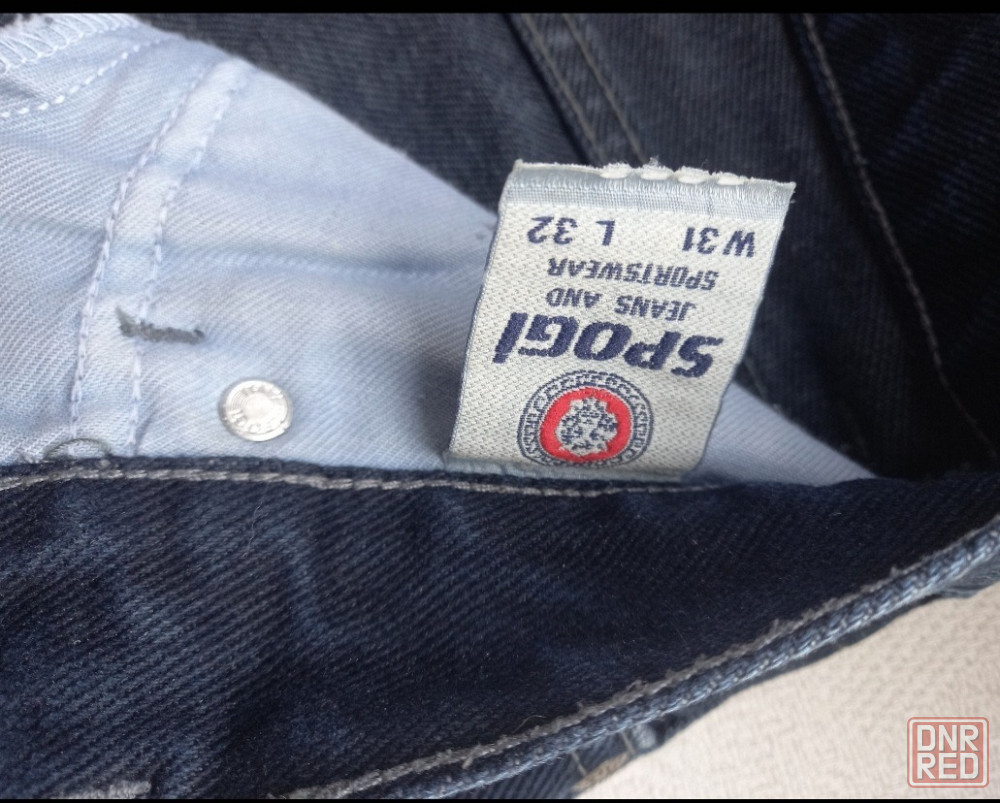 SPOGI
JEANS AND
SPORTSWEAR
W 31 L 32
DNR
RED